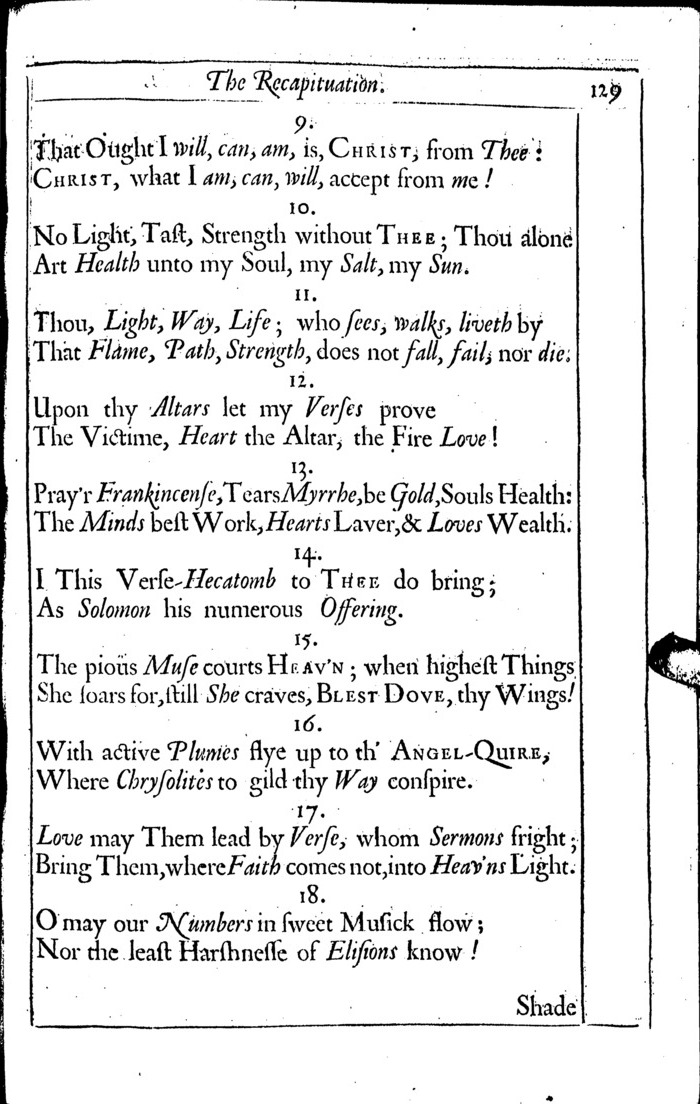 The Recapituation.
129
9.
That Ought I will, can, am, is, CHRIST, from Thee :
CHRIST, what I am, can, will, accept from me !
10.
No Light, Taſt, Strength without THEE ; Thou alone
Art Health unto my Soul, my Salt, my Sun.
11.
Thou, Light, Way, Life ; who ſees, walks, liveth by
That Flame, Path, Strength, does not fall, fail, nor die.
12.
Upon thy Altars let my Verſes prove
The Victime, Heart the Altar, the Fire Love !
13.
Pray'r Frankincenſe, Tears Myrrhe, be Gold, Souls Health:
The Minds beſt Work, Hearts Laver, & Loves Wealth.
14.
I This Verſe-Hecatomb to THEE do bring ;
As Solomon his numerous Offering.
15.
The pious Muſe courts HEAV'N ; when higheſt Things
She ſoars for, ſtill She craves, BLEST DOVE, thy Wings!
16.
With active Plumes flye up to th' ANGEL-QUIRE,
Where Chryſolites to gild thy Way conſpire.
17.
Love may Them lead by Verſe, whom Sermons fright ;
Bring Them, where Faith comes not, into Heav'ns Light.
18.
O may our Numbers in ſweet Muſick flow ;
Nor the leaſt Harſhneſſe of Eliſions know !
Shade